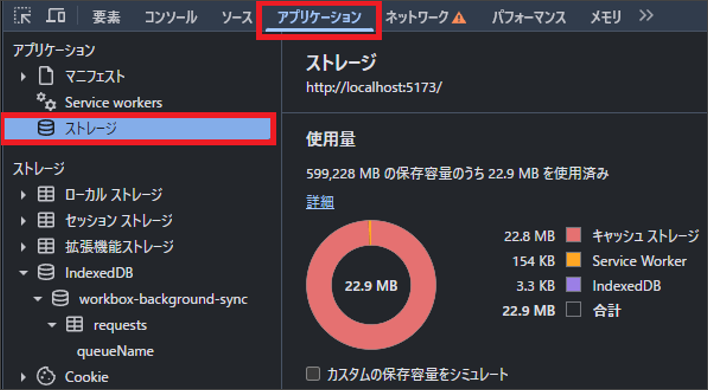 要素 コンソール ソース アプリケーション ネットワーク パフォーマンス メモリ
アプリケーション
マニフェスト
Service workers
ストレージ
ストレージ
ローカル ストレージ
セッション ストレージ
拡張機能ストレージ
IndexedDB
workbox-background-sync
requests
queueName
Cookie
ストレージ
http://localhost:5173/
使用量
599,228 MB の保存容量のうち 22.9 MB を使用済み
詳細
22.9 MB
22.8 MB キャッシュ ストレージ
154 KB Service Worker
3.3 KB IndexedDB
22.9 MB 合計
カスタムの保存容量をシミュレート